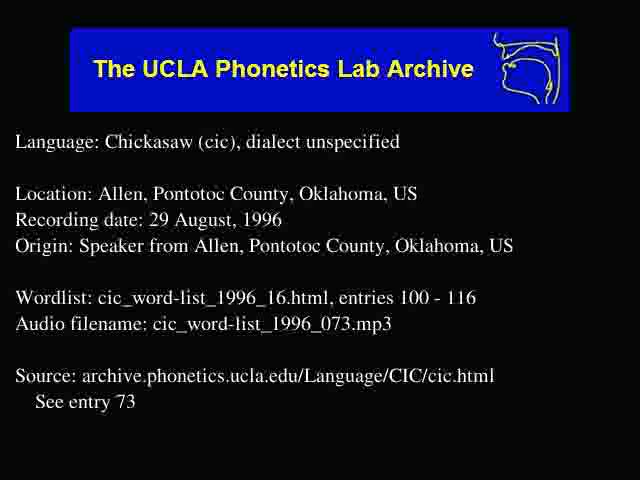 The UCLA Phonetics Lab Archive
Language: Chickasaw (cic), dialect unspecified
Location: Allen, Pontotoc County, Oklahoma, US
Recording date: 29 August, 1996
Origin: Speaker from Allen, Pontotoc County, Oklahoma, US
Wordlist: cic_word-list_1996_16.html, entries 100 - 116
Audio filename: cic_word-list_1996_073.mp3
Source: archive.phonetics.ucla.edu/Language/CIC/cic.html
See entry 73